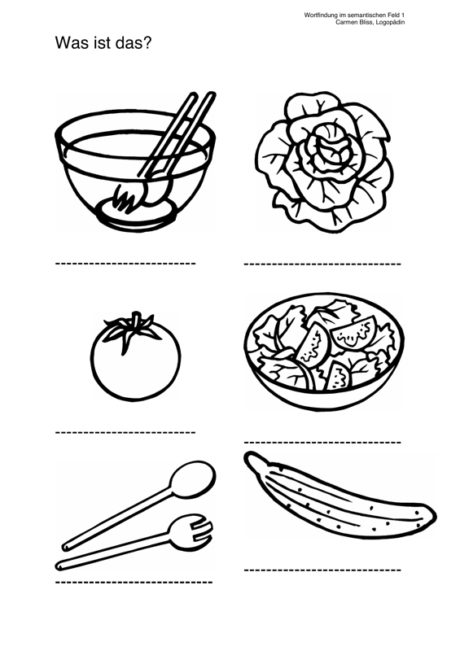 Wortfindung im semantischen Feld 1
Carmen Bliss, Logopädin
Was ist das?